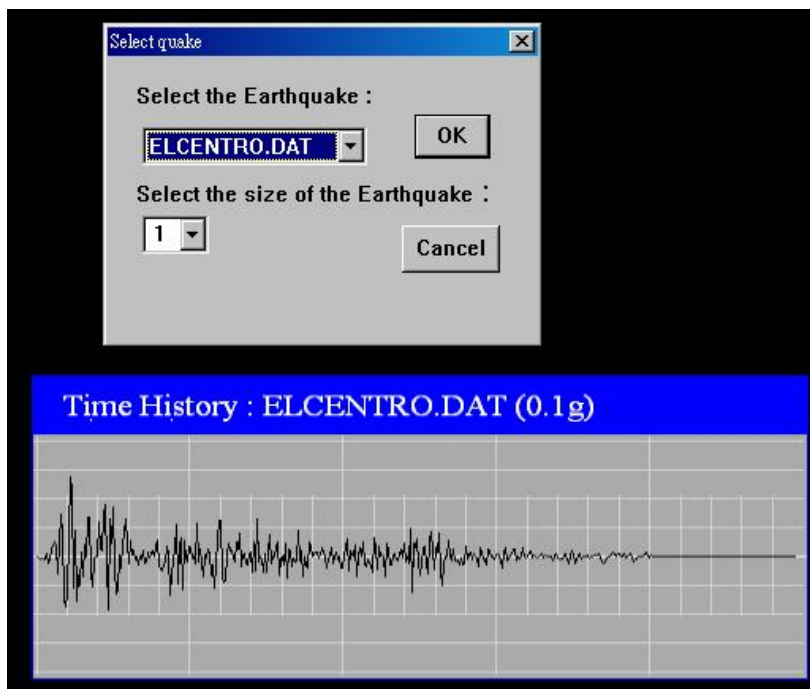 Select quake
Select the Earthquake :
ELCENTRO.DAT
OK
Select the size of the Earthquake :
1
Cancel
Time History : ELCENTRO.DAT (0.1g)